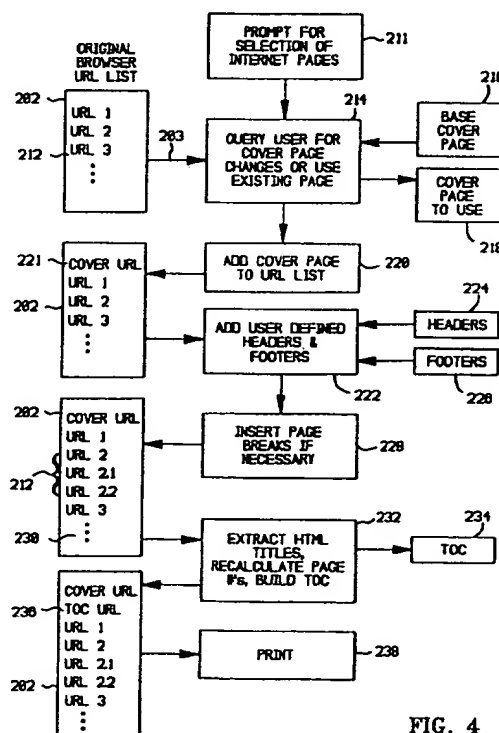 ORIGINAL
BROWSER
URL LIST
202
URL 1
URL 2
212
URL 3
203
PROMPT FOR
SELECTION OF
INTERNET PAGES
211
214
QUERY USER FOR
COVER PAGE
CHANGES OR USE
EXISTING PAGE
216
BASE
COVER
PAGE
COVER
PAGE
TO USE
218
221
COVER URL
202
URL 1
URL 2
URL 3
ADD COVER PAGE
TO URL LIST
220
224
HEADERS
ADD USER DEFINED
HEADERS &
FOOTERS
222
FOOTERS
226
202
COVER URL
URL 1
212
URL 2
URL 2.1
URL 2.2
URL 3
230
INSERT PAGE
BREAKS IF
NECESSARY
228
232
EXTRACT HTML
TITLES,
RECALCULATE PAGE
#'s, BUILD TOC
234
TOC
COVER URL
236
TOC URL
URL 1
URL 2
URL 2.1
202
URL 2.2
URL 3
PRINT
238
FIG. 4